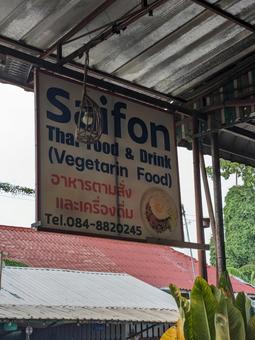 Saifon
Thai Food & Drink
(Vegetarin Food)
อาหารตามสั่ง
และเครื่องดื่ม
Tel.084-8820245